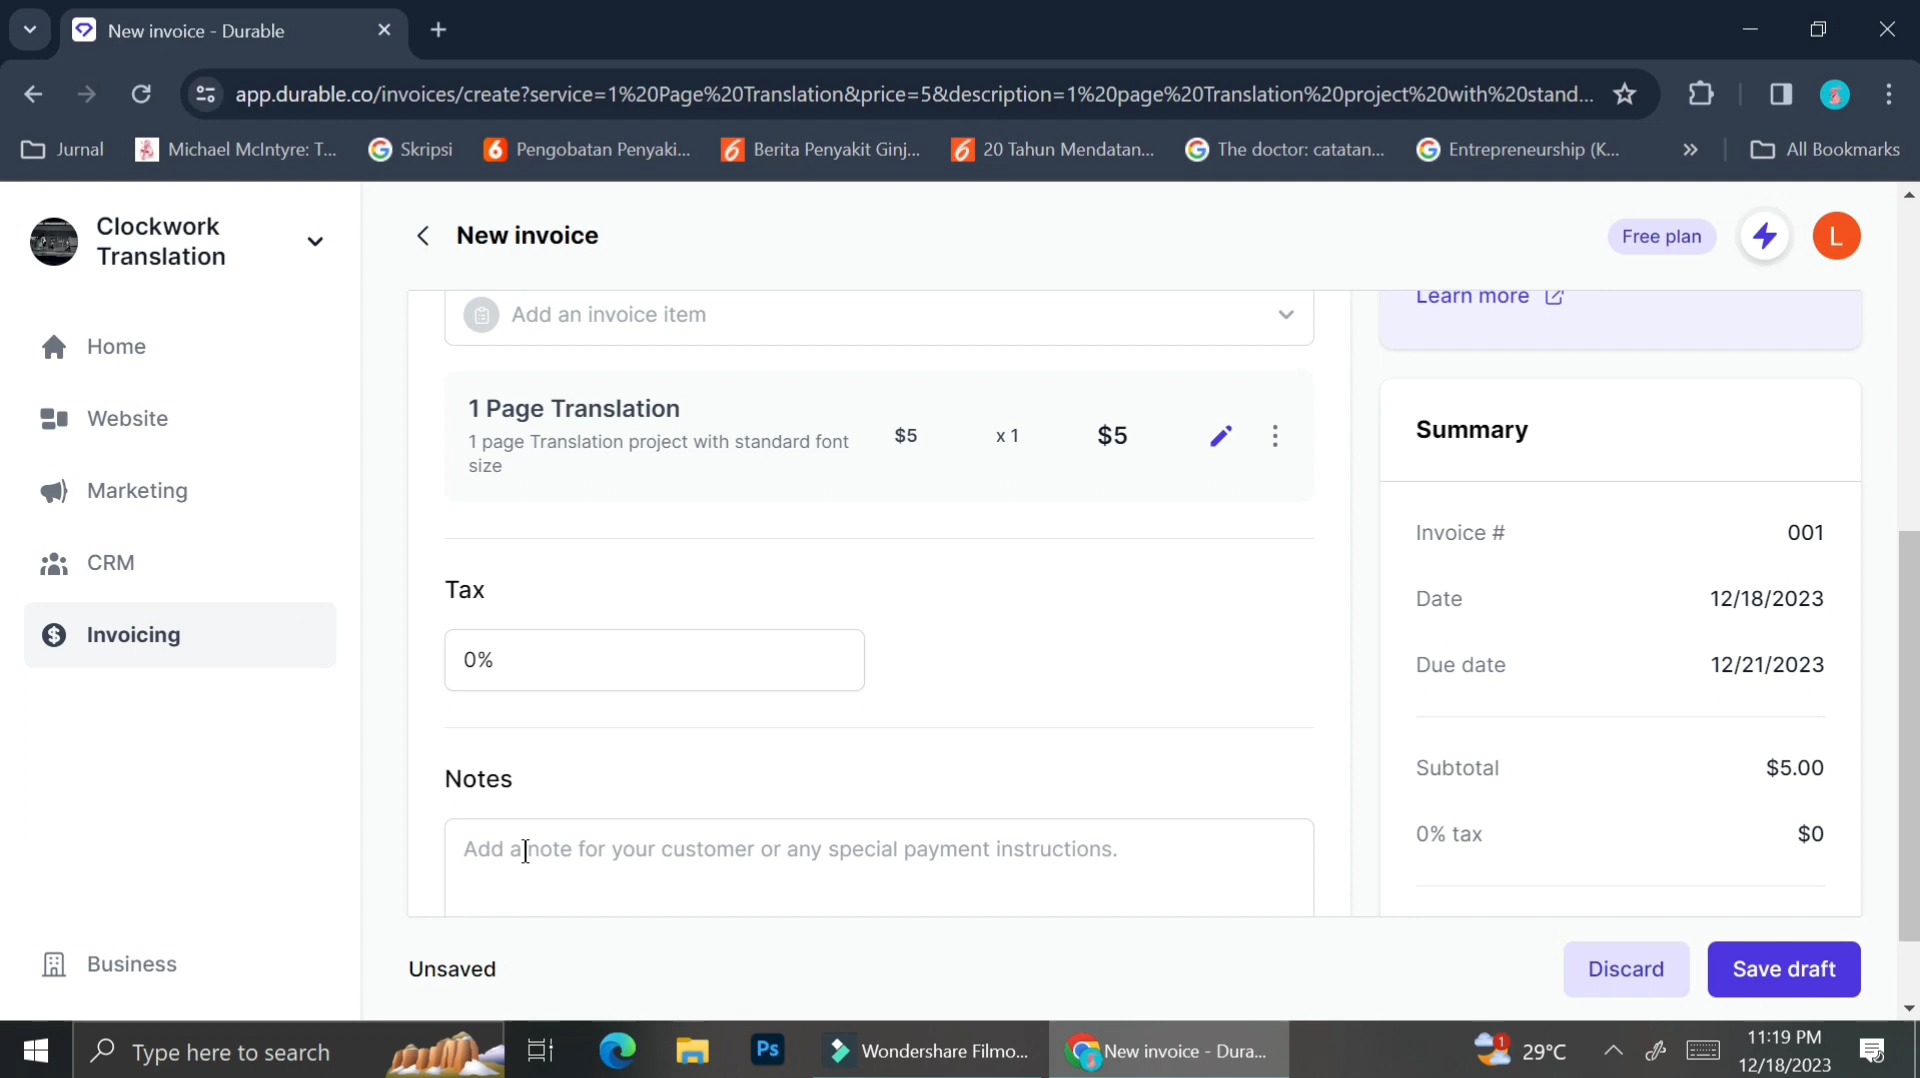 New invoice - Durable
app.durable.co/invoices/create?service=1%20Page%20Translation&price=5&description=1%20page%20Translation%20project%20with%20stand...
Jurnal
Michael McIntyre: T...
Skripsi
Pengobatan Penyaki...
Berita Penyakit Ginj...
20 Tahun Mendatan...
The doctor: catatan...
Entrepreneurship (K...
»
All Bookmarks
Clockwork
Translation
New invoice
Free plan
L
Home
Website
Marketing
CRM
Invoicing
Business
Add an invoice item
1 Page Translation
1 page Translation project with standard font
size
$5
x 1
$5
Tax
0%
Notes
Add a note for your customer or any special payment instructions.
Learn more
Summary
Invoice # 001
Date 12/18/2023
Due date 12/21/2023
Subtotal $5.00
0% tax $0
Unsaved
Discard
Save draft
Type here to search
Ps
Wondershare Filmo...
New invoice - Dura...
1
29°C
11:19 PM
12/18/2023